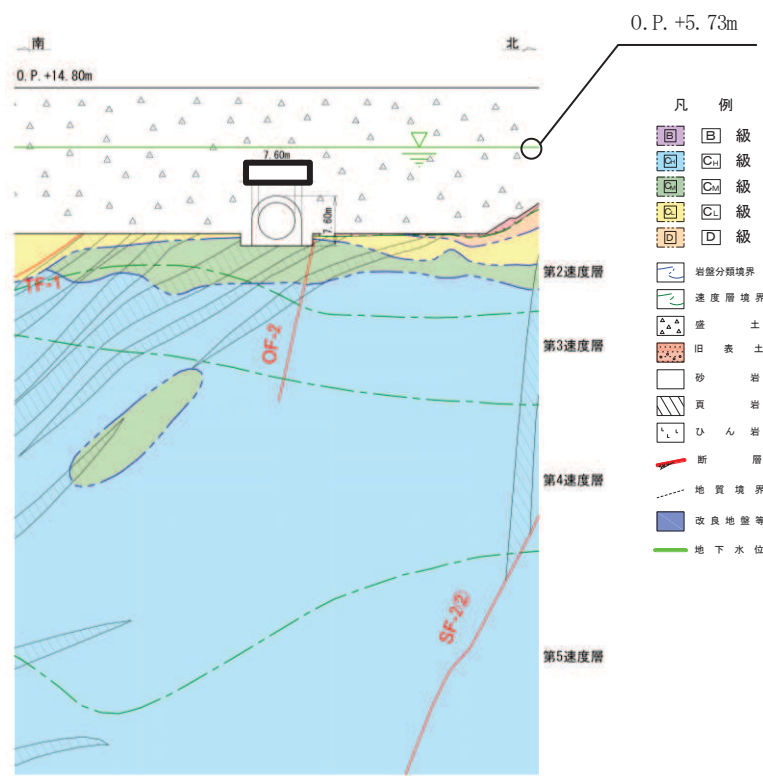 O.P.+5.73m
南
北
O.P.+14.80m
7.60m
7.60m
TF-1
OF-2
SF-2②
第2速度層
第3速度層
第4速度層
第5速度層
凡 例
B B 級
CH CH 級
CM CM 級
CL CL 級
D D 級
岩盤分類境界
速度層境界
盛 土
旧 表 土
砂 岩
頁 岩
ひ ん 岩
断 層
地 質 境 界
改 良 地 盤 等
地 下 水 位